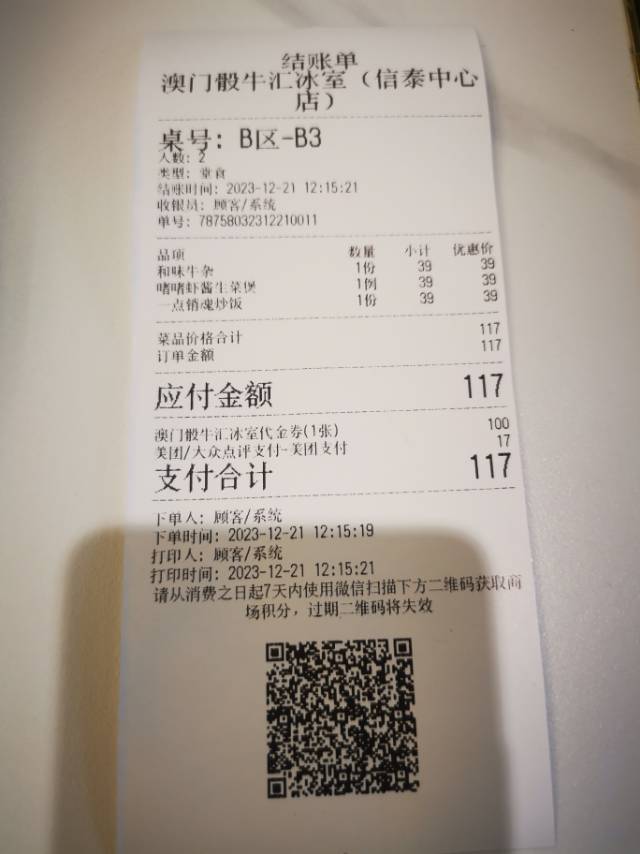 结账单
澳门骰牛汇冰室（信泰中心
店）
桌号: B区-B3
人数: 2
类型: 堂食
结账时间: 2023-12-21 12:15:21
收银员: 顾客/系统
单号: 78758032312210011
品项 数量 小计 优惠价
和味牛杂 1份 39 39
啫啫虾酱生菜煲 1例 39 39
一点销魂炒饭 1份 39 39
菜品价格合计 117
订单金额 117
应付金额 117
澳门骰牛汇冰室代金券(1张) 100
美团/大众点评支付-美团支付 17
支付合计 117
下单人: 顾客/系统
下单时间: 2023-12-21 12:15:19
打印人: 顾客/系统
打印时间: 2023-12-21 12:15:21
请从消费之日起7天内使用微信扫描下方二维码获取商
场积分，过期二维码将失效